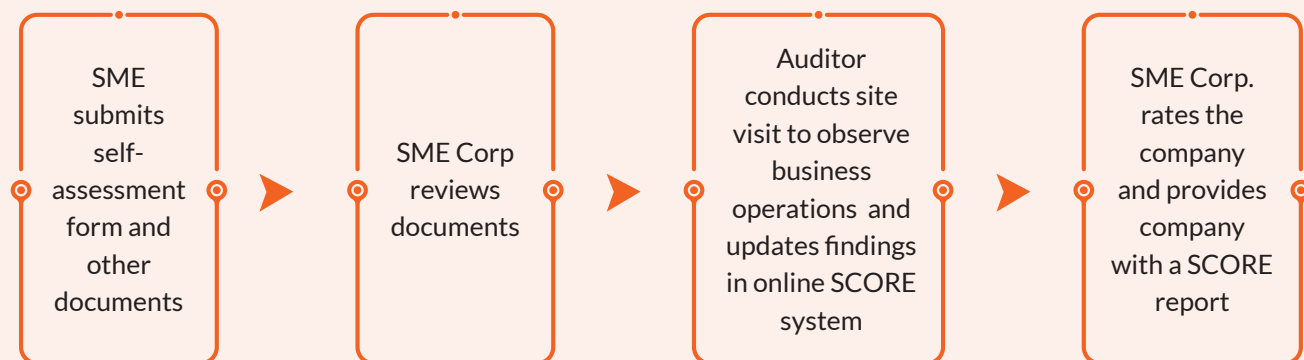 SME
submits
self-
assessment
form and
other
documents
SME Corp
reviews
documents
Auditor
conducts site
visit to observe
business
operations and
updates findings
in online SCORE
system
SME Corp.
rates the
company
and provides
company
with a SCORE
report